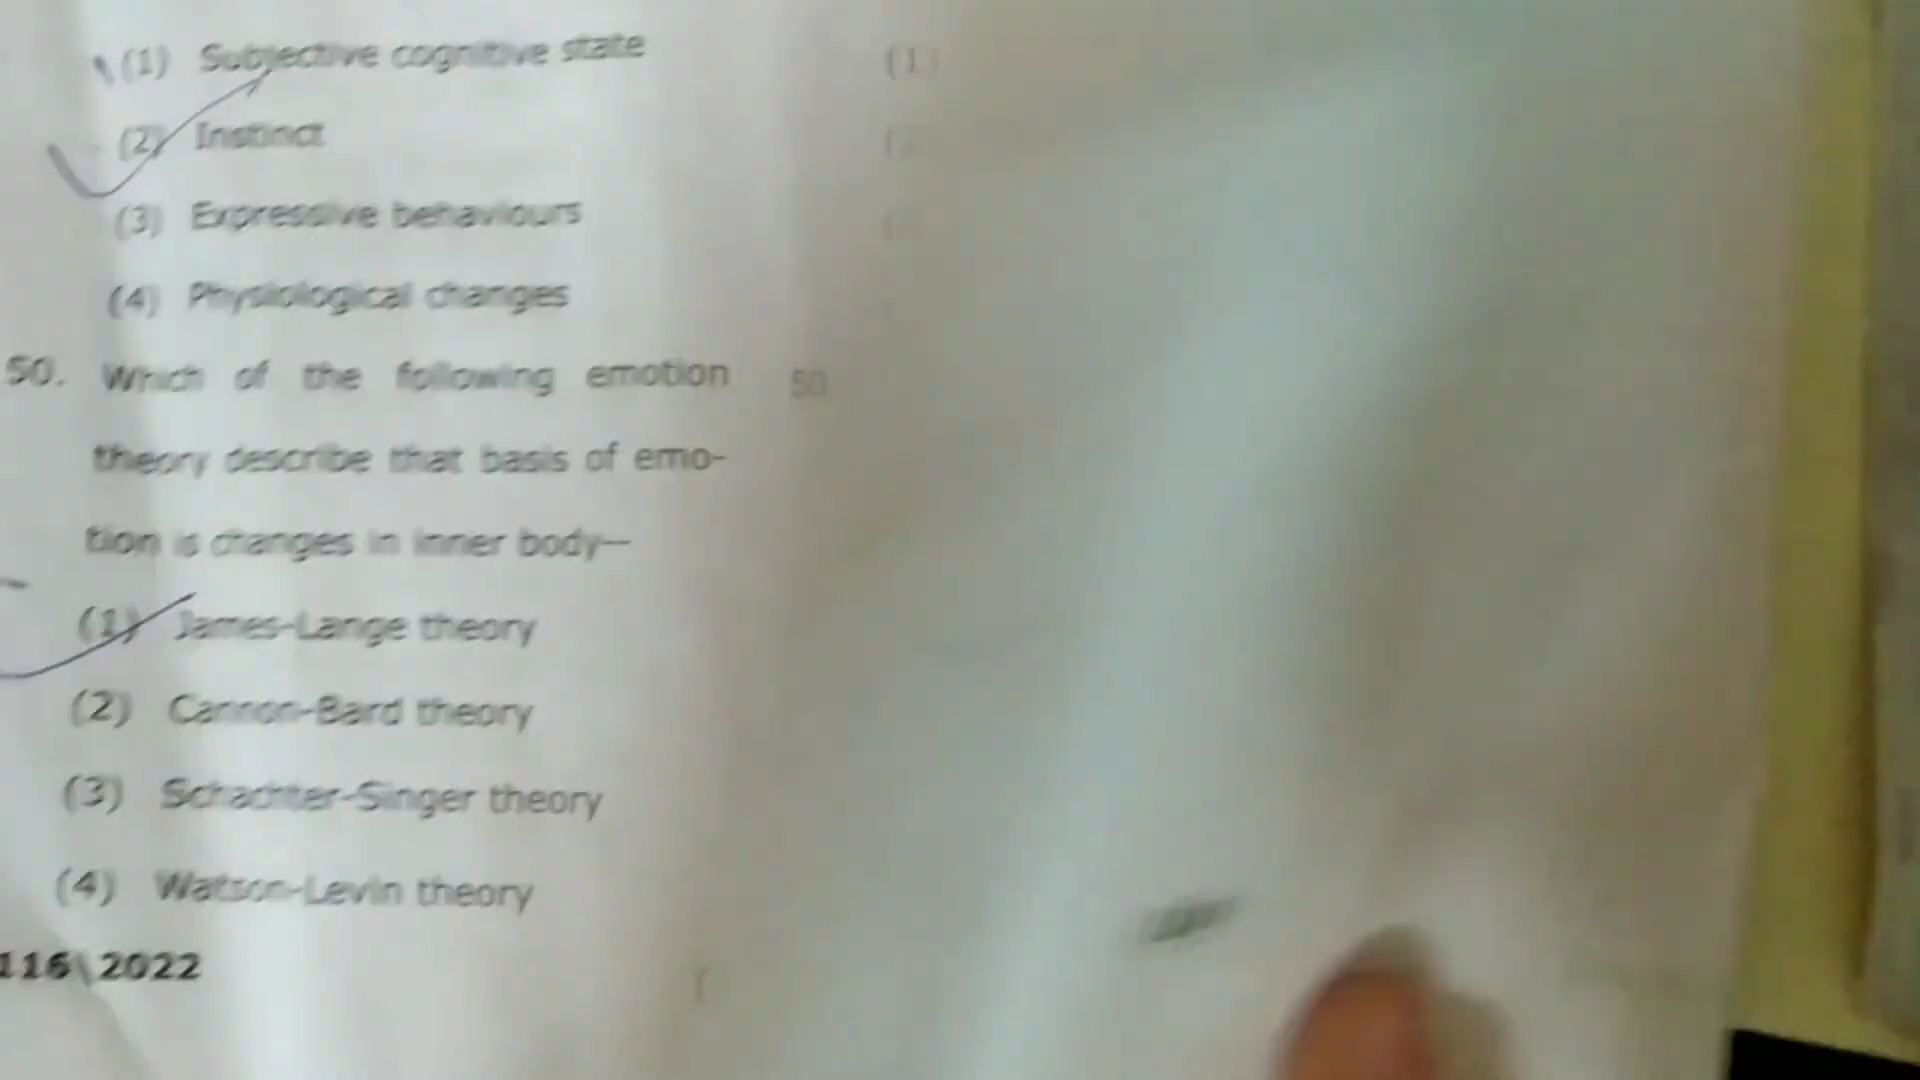 (1) Subjective cognitive state
(2) Instinct
(3) Expressive behaviours
(4) Physiological changes
50. Which of the following emotion
theory describe that basis of emo-
tion is changes in inner body—
(1) James-Lange theory
(2) Cannon-Bard theory
(3) Schachter-Singer theory
(4) Watson-Levin theory
116\2022
(1)
50